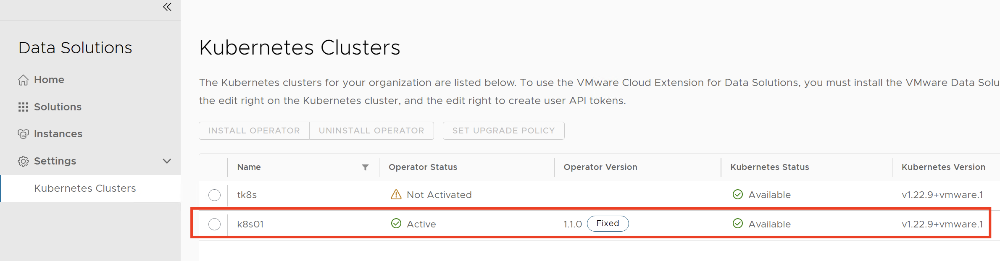 Data Solutions
Home
Solutions
Instances
Settings
Kubernetes Clusters
Kubernetes Clusters
The Kubernetes clusters for your organization are listed below. To use the VMware Cloud Extension for Data Solutions, you must install the VMware Data Solu
the edit right on the Kubernetes cluster, and the edit right to create user API tokens.
INSTALL OPERATOR UNINSTALL OPERATOR SET UPGRADE POLICY
Name Operator Status Operator Version Kubernetes Status Kubernetes Version
tk8s Not Activated Available v1.22.9+vmware.1
k8s01 Active 1.1.0 Fixed Available v1.22.9+vmware.1